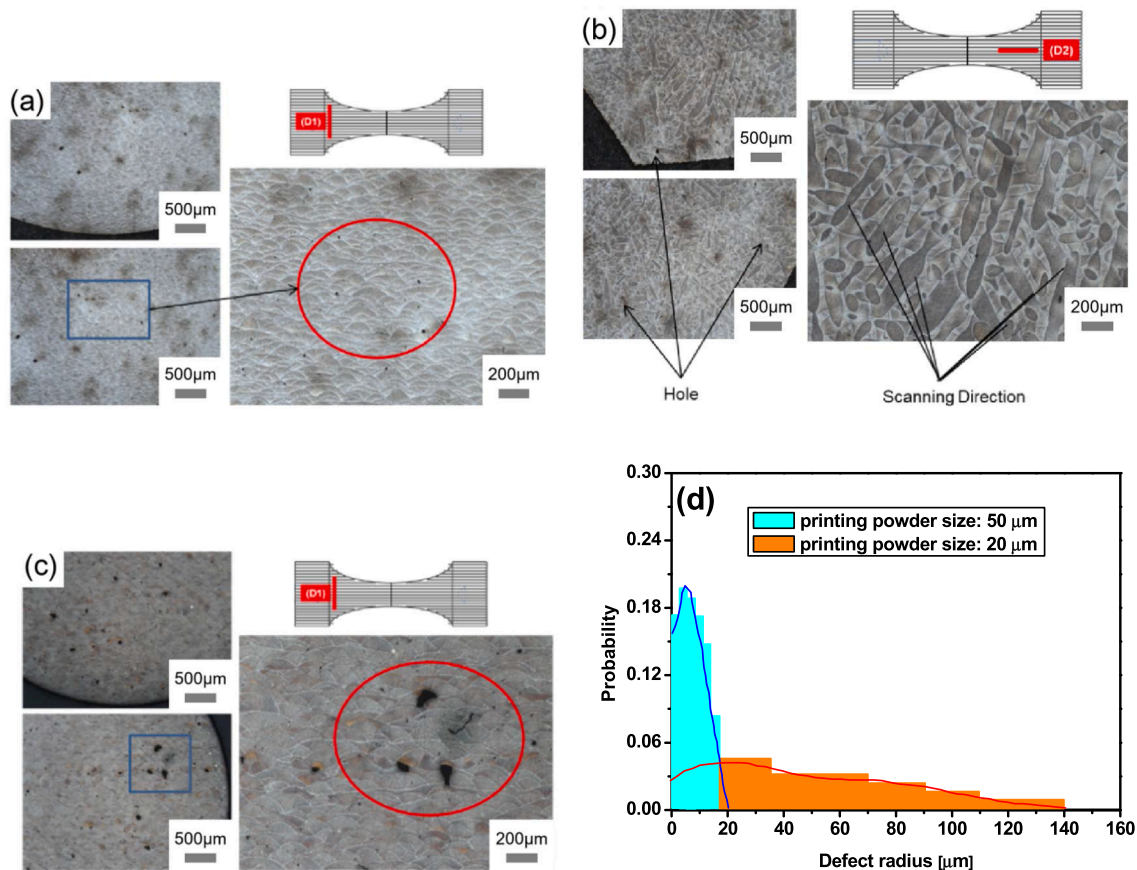 (a)
500µm
500µm
(D1)
200µm
(b)
500µm
500µm
(D2)
200µm
Hole
Scanning Direction
(c)
500µm
500µm
(D1)
200µm
(d)
printing powder size: 50 µm
printing powder size: 20 µm
Probability
0.30
0.24
0.18
0.12
0.06
0.00
0 20 40 60 80 100 120 140 160
Defect radius [µm]